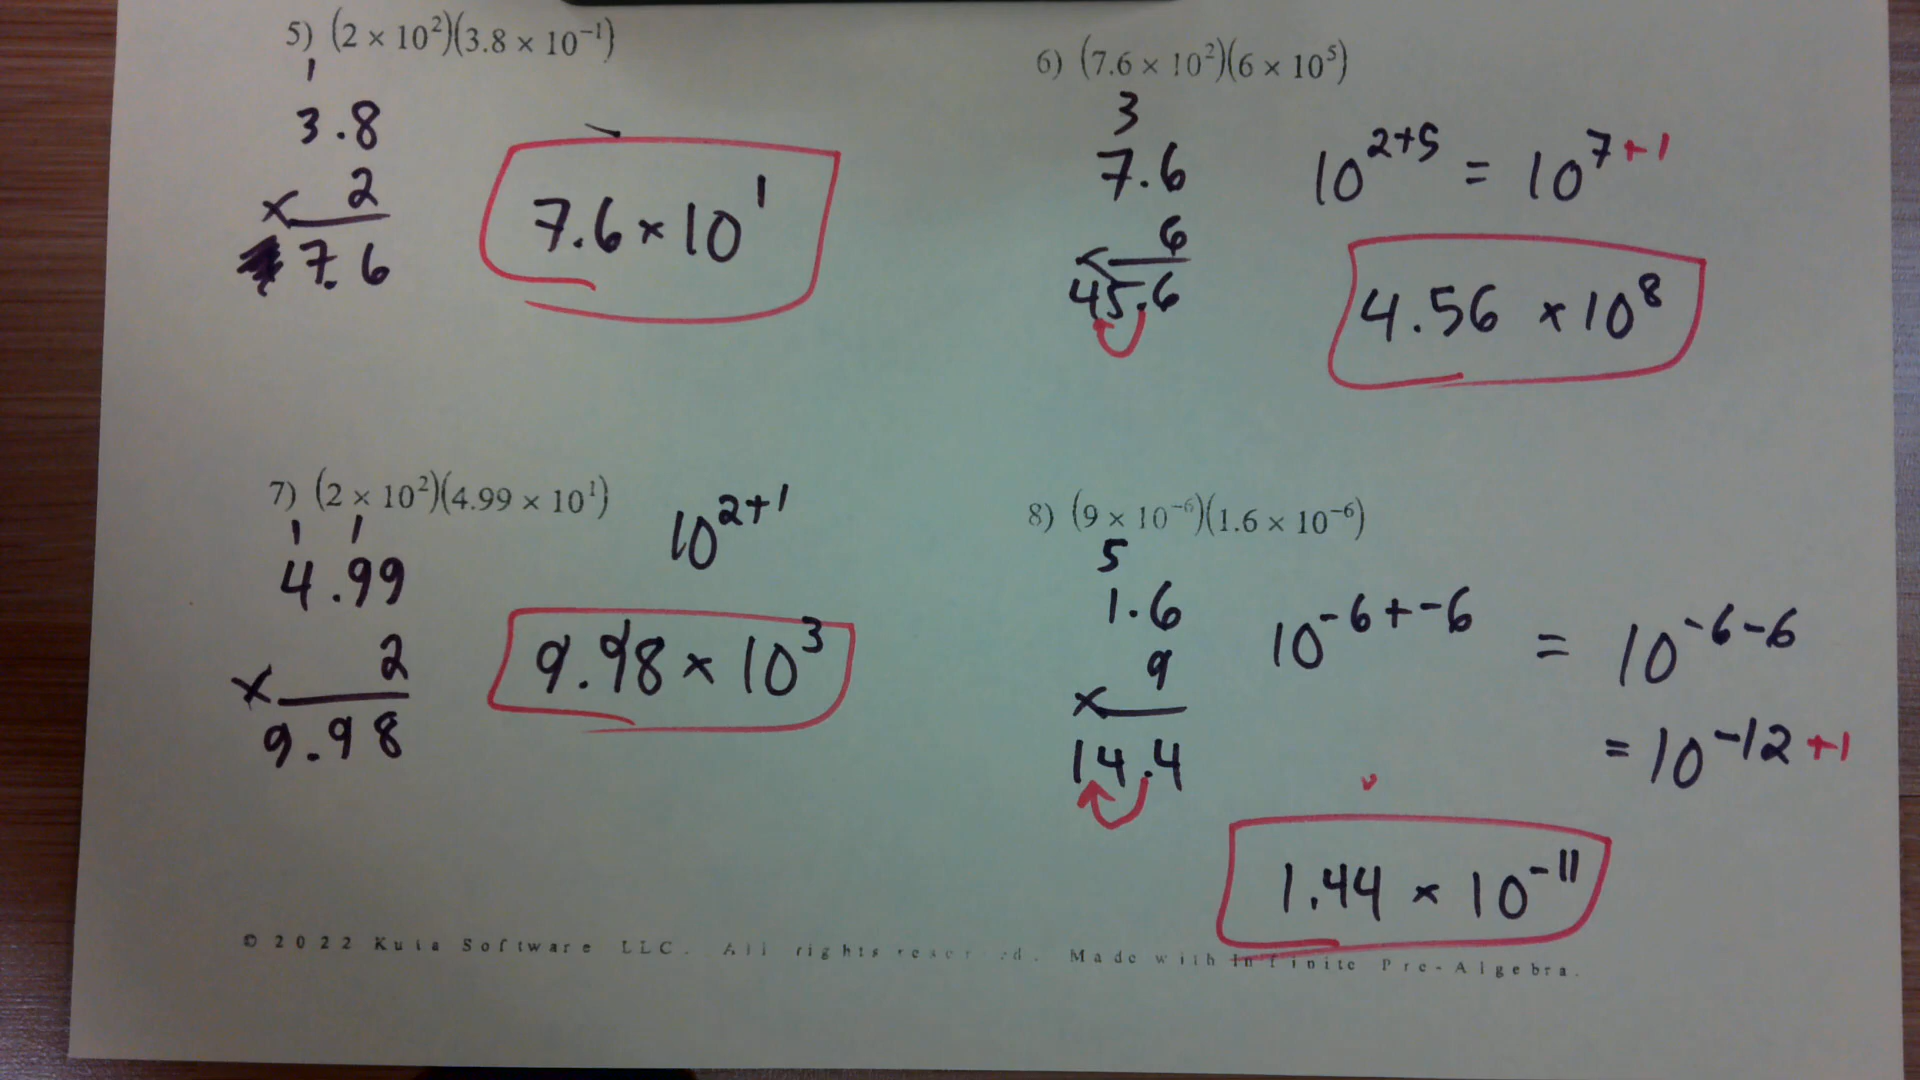 5) (2 × 10²)(3.8 × 10⁻¹)
1
3.8
× 2
7.6
7.6 × 10¹
6) (7.6 × 10²)(6 × 10⁵)
3
7.6
× 6
45.6
10²⁺⁵ = 10⁷⁺¹
4.56 × 10⁸
7) (2 × 10²)(4.99 × 10¹)
1 1
4.99
× 2
9.98
10²⁺¹
9.98 × 10³
8) (9 × 10⁻⁶)(1.6 × 10⁻⁶)
5
1.6
× 9
14.4
10⁻⁶⁺⁻⁶ = 10⁻⁶⁻⁶
= 10⁻¹²⁺¹
1.44 × 10⁻¹¹
© 2022 Kuta Software LLC. All rights reserved. Made with Infinite Pre-Algebra.